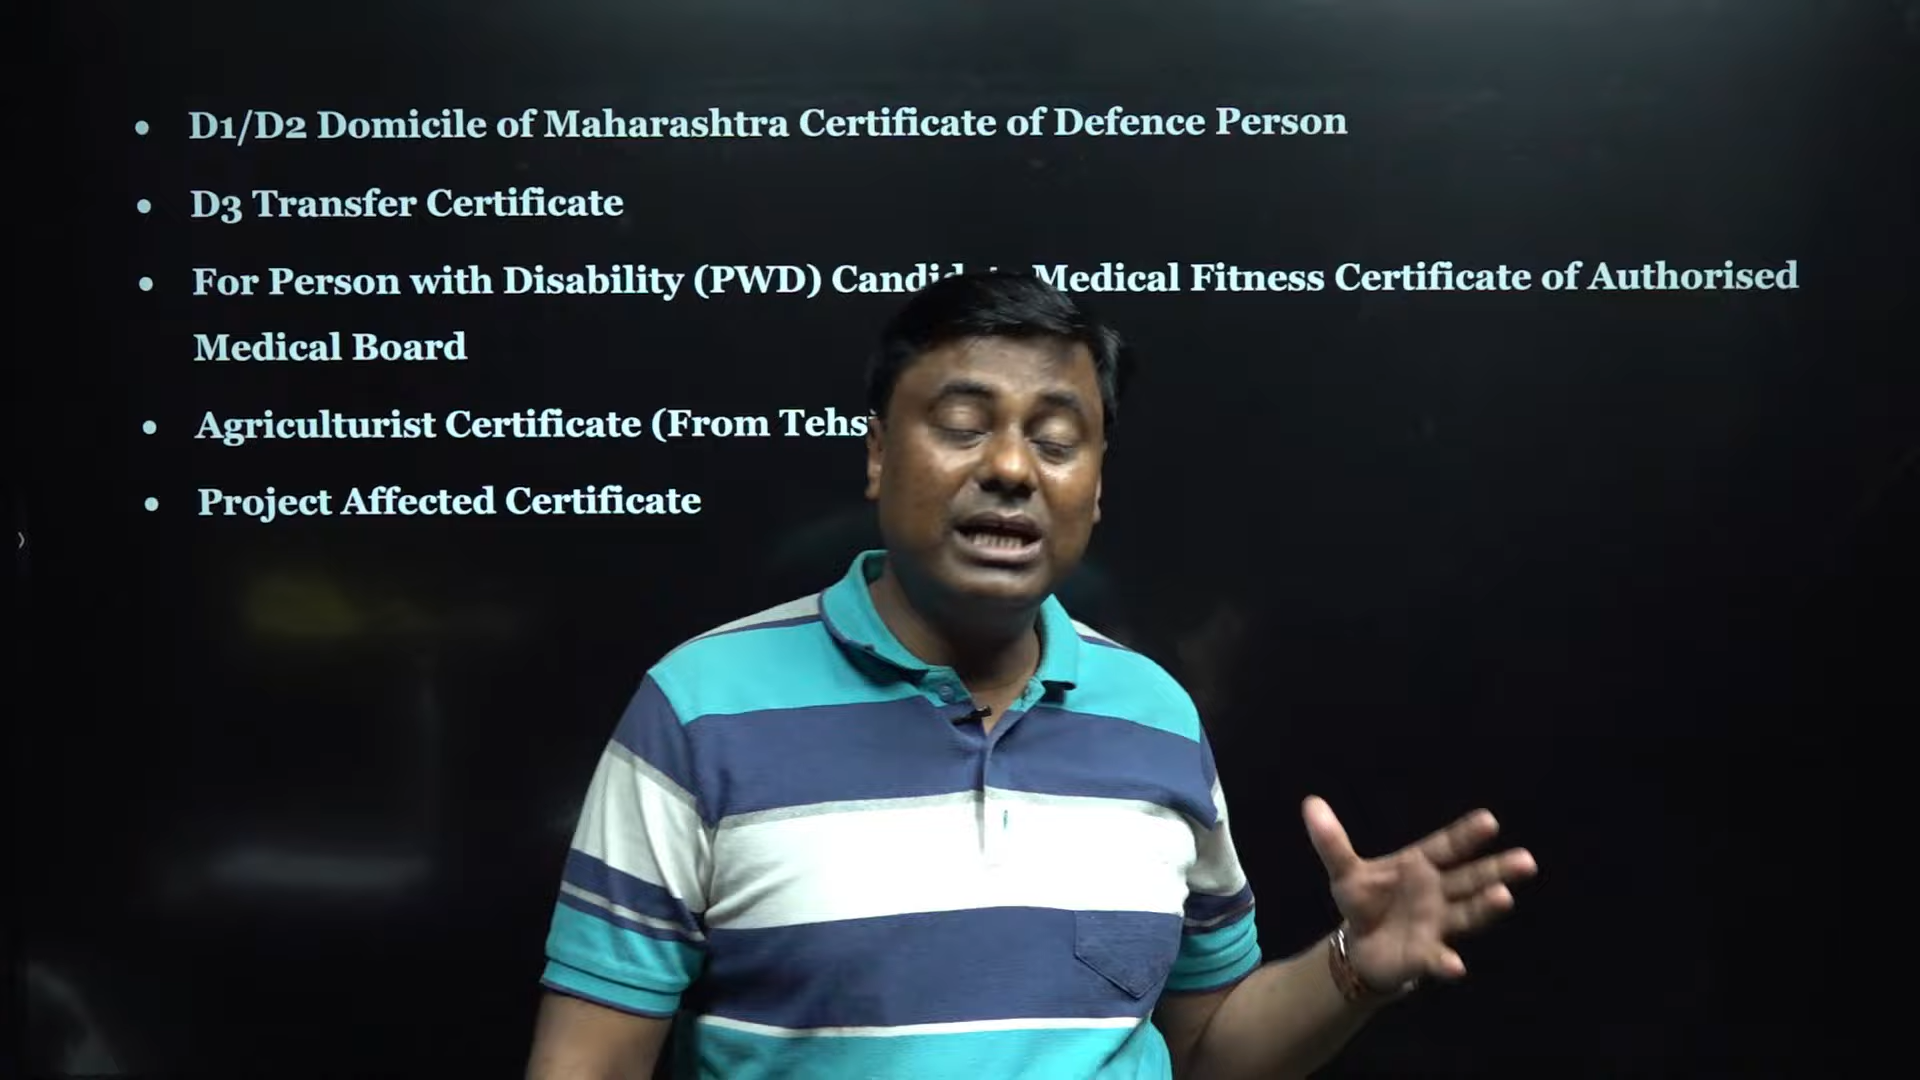 • D1/D2 Domicile of Maharashtra Certificate of Defence Person
• D3 Transfer Certificate
• For Person with Disability (PWD) Medical Fitness Certificate of Authorised
Medical Board
• Agriculturist Certificate (From
• Project Affected Certificate